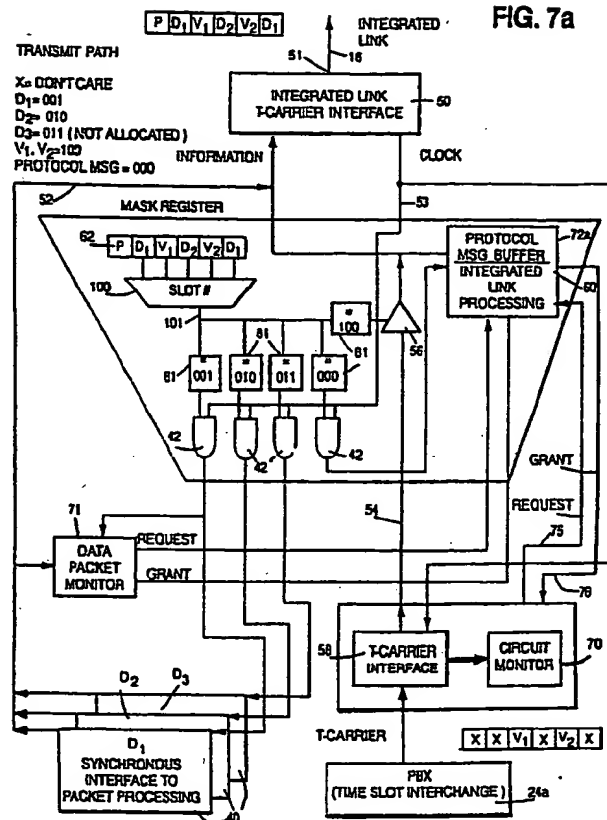 FIG. 7a
P D1 V1 D2 V2 D1
INTEGRATED
LINK
TRANSMIT PATH
51
16
X= DON'T CARE
D1= 001
D2= 010
D3= 011 (NOT ALLOCATED)
V1, V2=100
PROTOCOL MSG = 000
INTEGRATED LINK
T-CARRIER INTERFACE
50
INFORMATION
CLOCK
52
53
MASK REGISTER
62
P D1 V1 D2 V2 D1
100
SLOT #
101
PROTOCOL
MSG BUFFER
INTEGRATED
LINK
PROCESSING
72a
60
= 100
81
56
81
81
= 001
= 010
= 011
= 000
81
42
42
42
42
54
GRANT
REQUEST
71
DATA
PACKET
MONITOR
REQUEST
GRANT
75
78
58
T-CARRIER
INTERFACE
CIRCUIT
MONITOR
70
D3
D2
D1
SYNCHRONOUS
INTERFACE TO
PACKET PROCESSING
40
T-CARRIER
X X V1 X V2 X
PBX
(TIME SLOT INTERCHANGE)
24a